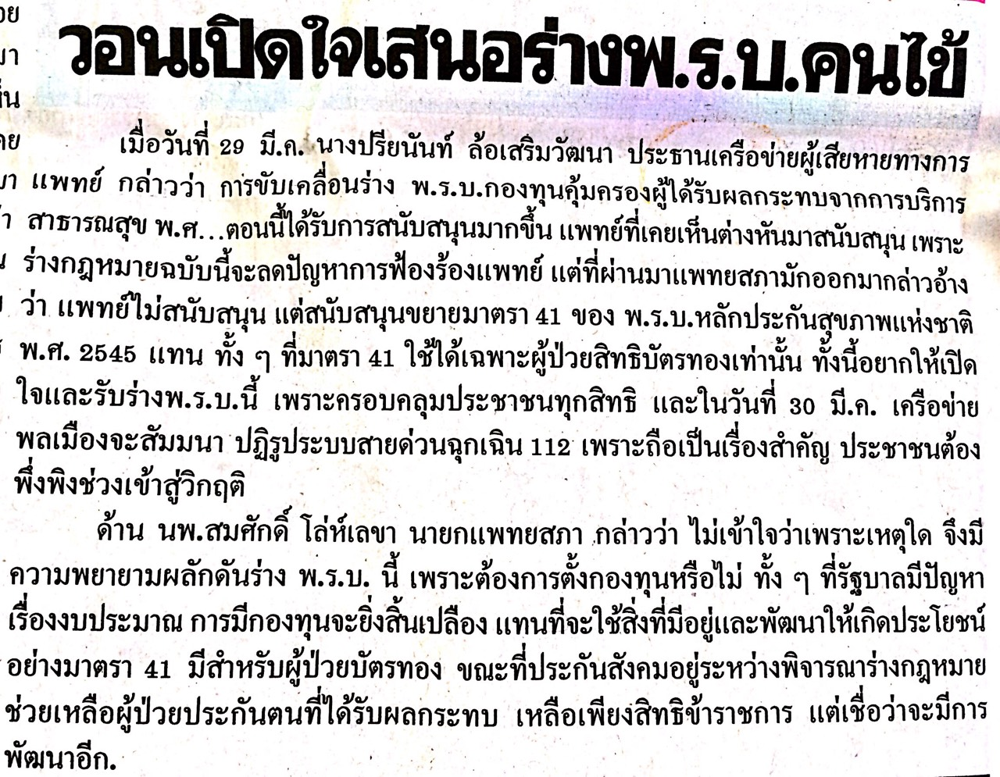 วอนเปิดใจเสนอร่างพ.ร.บ.คนไข้
เมื่อวันที่ 29 มี.ค. นางปรียนันท์ ล้อเสริมวัฒนา ประธานเครือข่ายผู้เสียหายทางการ
แพทย์ กล่าวว่า การขับเคลื่อนร่าง พ.ร.บ.กองทุนคุ้มครองผู้ได้รับผลกระทบจากการบริการ
สาธารณสุข พ.ศ...ตอนนี้ได้รับการสนับสนุนมากขึ้น แพทย์ที่เคยเห็นต่างหันมาสนับสนุน เพราะ
ร่างกฎหมายฉบับนี้จะลดปัญหาการฟ้องร้องแพทย์ แต่ที่ผ่านมาแพทยสภามักออกมากล่าวอ้าง
ว่า แพทย์ไม่สนับสนุน แต่สนับสนุนขยายมาตรา 41 ของ พ.ร.บ.หลักประกันสุขภาพแห่งชาติ
พ.ศ. 2545 แทน ทั้ง ๆ ที่มาตรา 41 ใช้ได้เฉพาะผู้ป่วยสิทธิบัตรทองเท่านั้น ทั้งนี้อยากให้เปิด
ใจและรับร่างพ.ร.บ.นี้ เพราะครอบคลุมประชาชนทุกสิทธิ และในวันที่ 30 มี.ค. เครือข่าย
พลเมืองจะสัมมนา ปฏิรูประบบสายด่วนฉุกเฉิน 112 เพราะถือเป็นเรื่องสำคัญ ประชาชนต้อง
พึ่งพิงช่วงเข้าสู่วิกฤติ
ด้าน นพ.สมศักดิ์ โล่ห์เลขา นายกแพทยสภา กล่าวว่า ไม่เข้าใจว่าเพราะเหตุใด จึงมี
ความพยายามผลักดันร่าง พ.ร.บ. นี้ เพราะต้องการตั้งกองทุนหรือไม่ ทั้ง ๆ ที่รัฐบาลมีปัญหา
เรื่องงบประมาณ การมีกองทุนจะยิ่งสิ้นเปลือง แทนที่จะใช้สิ่งที่มีอยู่และพัฒนาให้เกิดประโยชน์
อย่างมาตรา 41 มีสำหรับผู้ป่วยบัตรทอง ขณะที่ประกันสังคมอยู่ระหว่างพิจารณาร่างกฎหมาย
ช่วยเหลือผู้ป่วยประกันตนที่ได้รับผลกระทบ เหลือเพียงสิทธิข้าราชการ แต่เชื่อว่าจะมีการ
พัฒนาอีก.